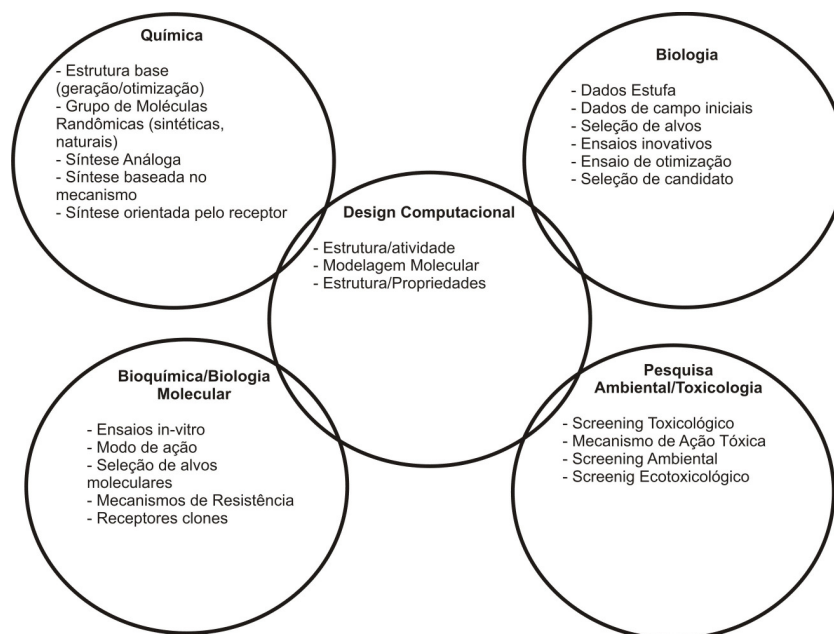 Química
- Estrutura base
(geração/otimização)
- Grupo de Moléculas
Randômicas (sintéticas,
naturais)
- Síntese Análoga
- Síntese baseada no
mecanismo
- Síntese orientada pelo receptor
Biologia
- Dados Estufa
- Dados de campo iniciais
- Seleção de alvos
- Ensaios inovativos
- Ensaio de otimização
- Seleção de candidato
Design Computacional
- Estrutura/atividade
- Modelagem Molecular
- Estrutura/Propriedades
Bioquímica/Biologia
Molecular
- Ensaios in-vitro
- Modo de ação
- Seleção de alvos
moleculares
- Mecanismos de Resistência
- Receptores clones
Pesquisa
Ambiental/Toxicologia
- Screening Toxicológico
- Mecanismo de Ação Tóxica
- Screening Ambiental
- Screenig Ecotoxicológico